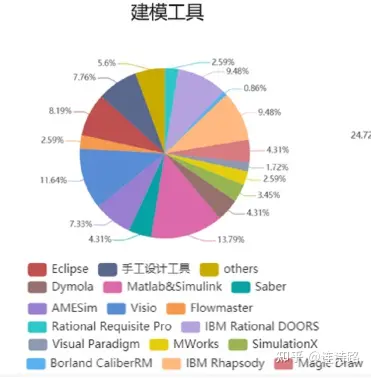 建模工具
5.6%
2.59%
7.76%
9.48%
0.86%
8.19%
9.48%
24.72
2.59%
4.31%
1.72%
11.64%
2.59%
3.45%
7.33%
4.31%
4.31%
13.79%
Eclipse 手工设计工具 others
Dymola Matlab&Simulink Saber
AMESim Visio Flowmaster
Rational Requisite Pro IBM Rational DOORS
Visual Paradigm MWorks SimulationX
Borland CaliberRM IBM Rhapsody Magic Draw
知乎